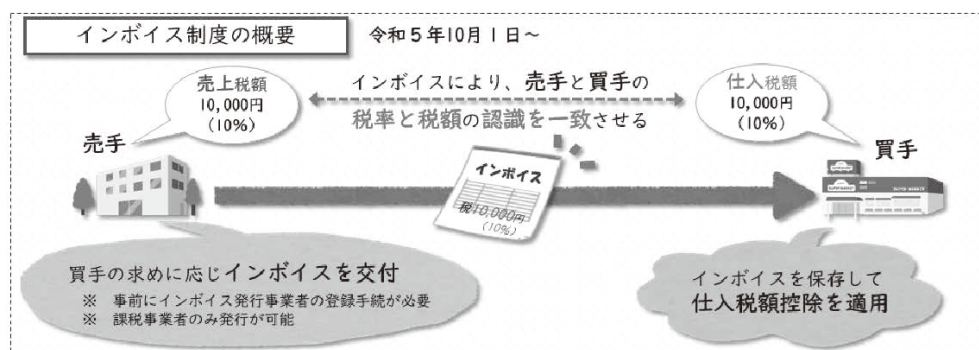 インボイス制度の概要
令和５年10月１日～
売上税額
10,000円
(10%)
インボイスにより、売手と買手の
税率と税額の認識を一致させる
仕入税額
10,000円
(10%)
売手
買手
インボイス
税10,000円
(10%)
買手の求めに応じインボイスを交付
※ 事前にインボイス発行事業者の登録手続が必要
※ 課税事業者のみ発行が可能
インボイスを保存して
仕入税額控除を適用